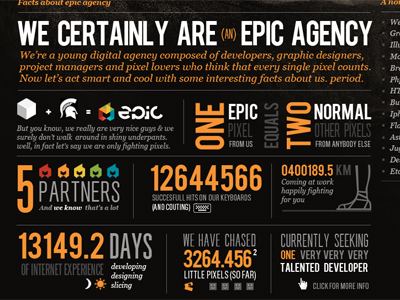 Facts about epic agency
WE CERTAINLY ARE (AN) EPIC AGENCY
We're a young digital agency composed of developers, graphic designers,
project managers and pixel lovers who think that every single pixel counts.
Now let's act smart and cool with some interesting facts about us. period.
+ = epic
But you know, we really are very nice guys & we
surely don't walk around in shiny underpants.
well, in fact let's say we are only fighting pixels.
ONE EPIC PIXEL FROM US
EQUALS
TWO NORMAL OTHER PIXELS FROM ANYBODY ELSE
5 PARTNERS
And we know that's a lot
12644566
SUCCESFULL HITS ON OUR KEYBOARDS
(AND COUTING)
0400189.5 KM
Coming at work
happily fighting
for you
13149.2 DAYS
OF INTERNET EXPERIENCE
developing
designing
slicing
WE HAVE CHASED
3264.456²
LITTLE PIXELS (SO FAR)
CURRENTLY SEEKING
ONE VERY VERY VERY
TALENTED DEVELOPER
CLICK FOR MORE INFO